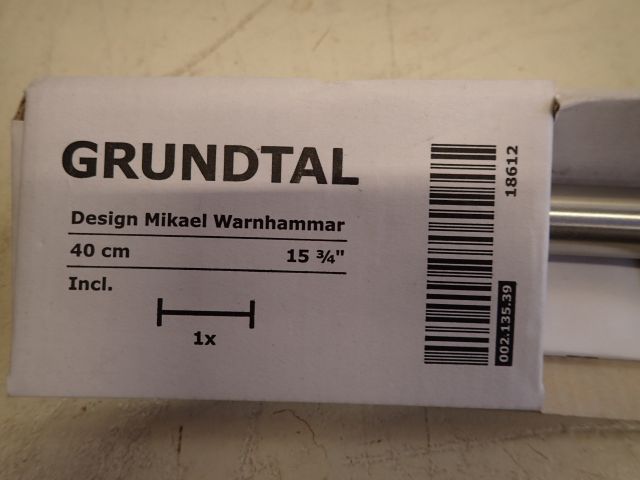 GRUNDTAL
Design Mikael Warnhammar
40 cm 15 ¾"
Incl.
1x
18612
002.135.39